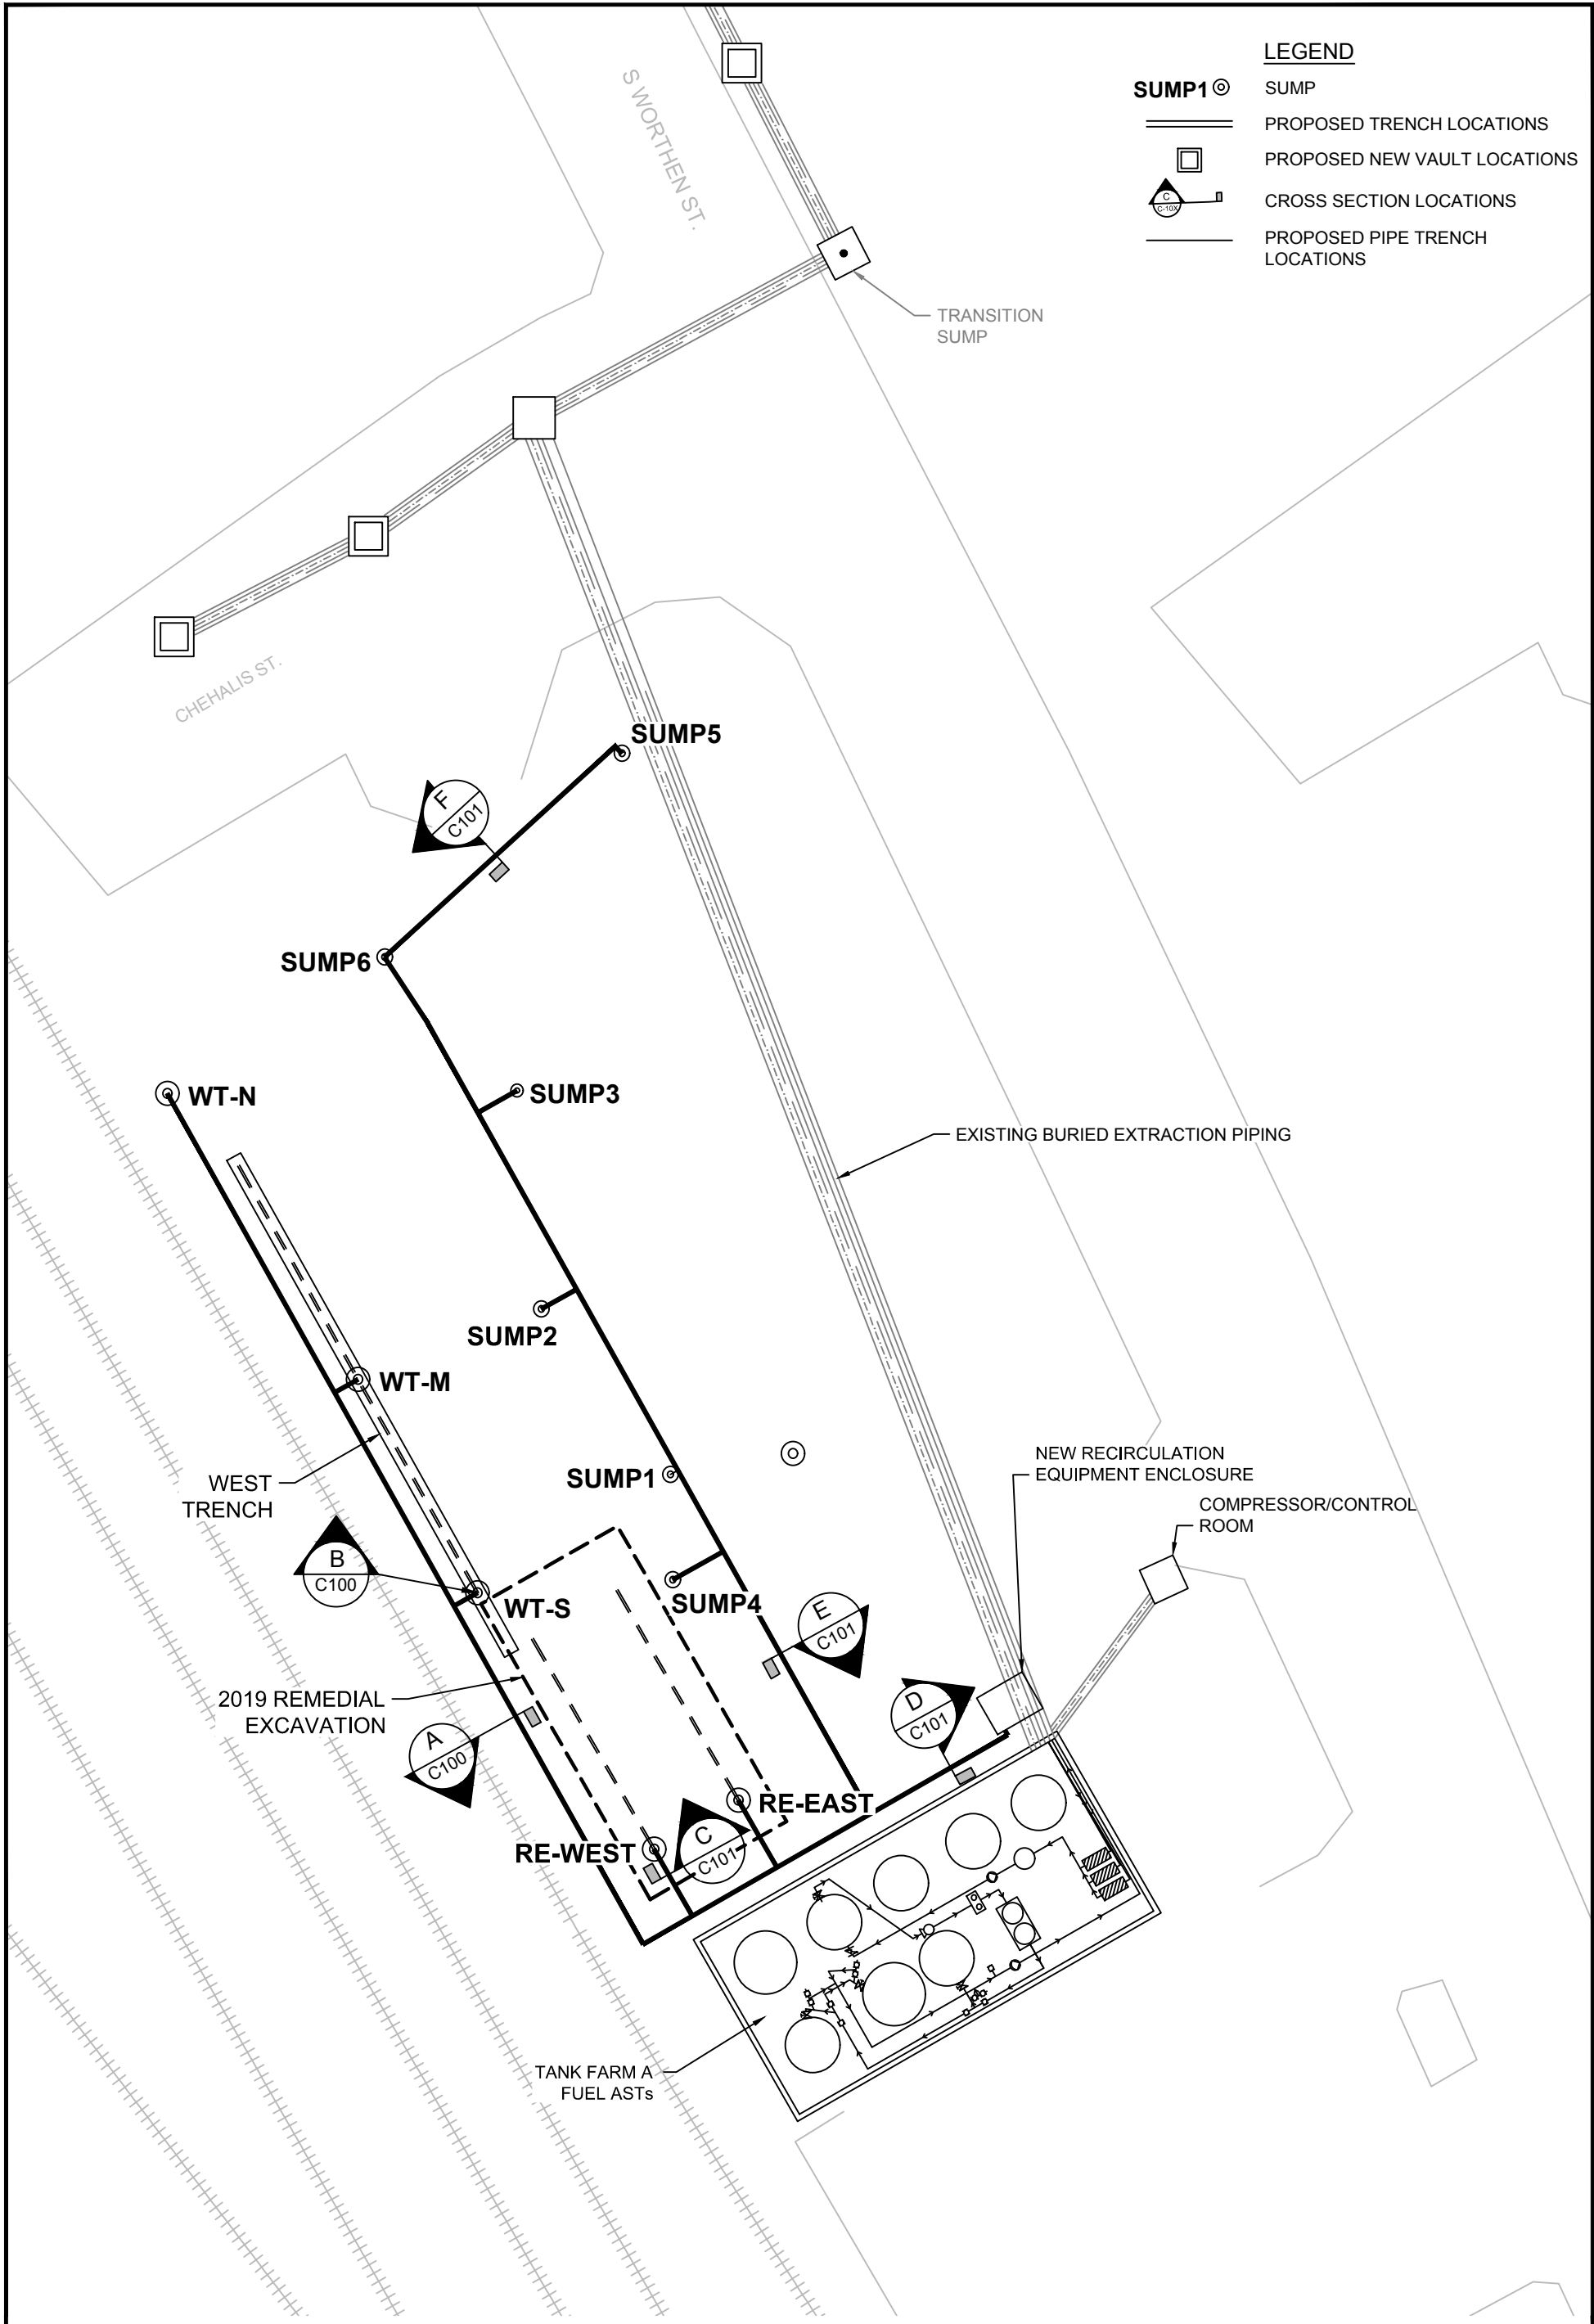 LEGEND
SUMP1 SUMP
PROPOSED TRENCH LOCATIONS
PROPOSED NEW VAULT LOCATIONS
C
C-10X
CROSS SECTION LOCATIONS
PROPOSED PIPE TRENCH
LOCATIONS
S WORTHEN ST.
TRANSITION
SUMP
CHEHALIS ST.
SUMP5
F
C101
SUMP6
WT-N
SUMP3
EXISTING BURIED EXTRACTION PIPING
SUMP2
WT-M
NEW RECIRCULATION
EQUIPMENT ENCLOSURE
WEST
TRENCH
SUMP1
COMPRESSOR/CONTROL
ROOM
B
C100
WT-S
SUMP4
E
C101
2019 REMEDIAL
EXCAVATION
D
C101
A
C100
RE-EAST
RE-WEST
C
C101
TANK FARM A
FUEL ASTs